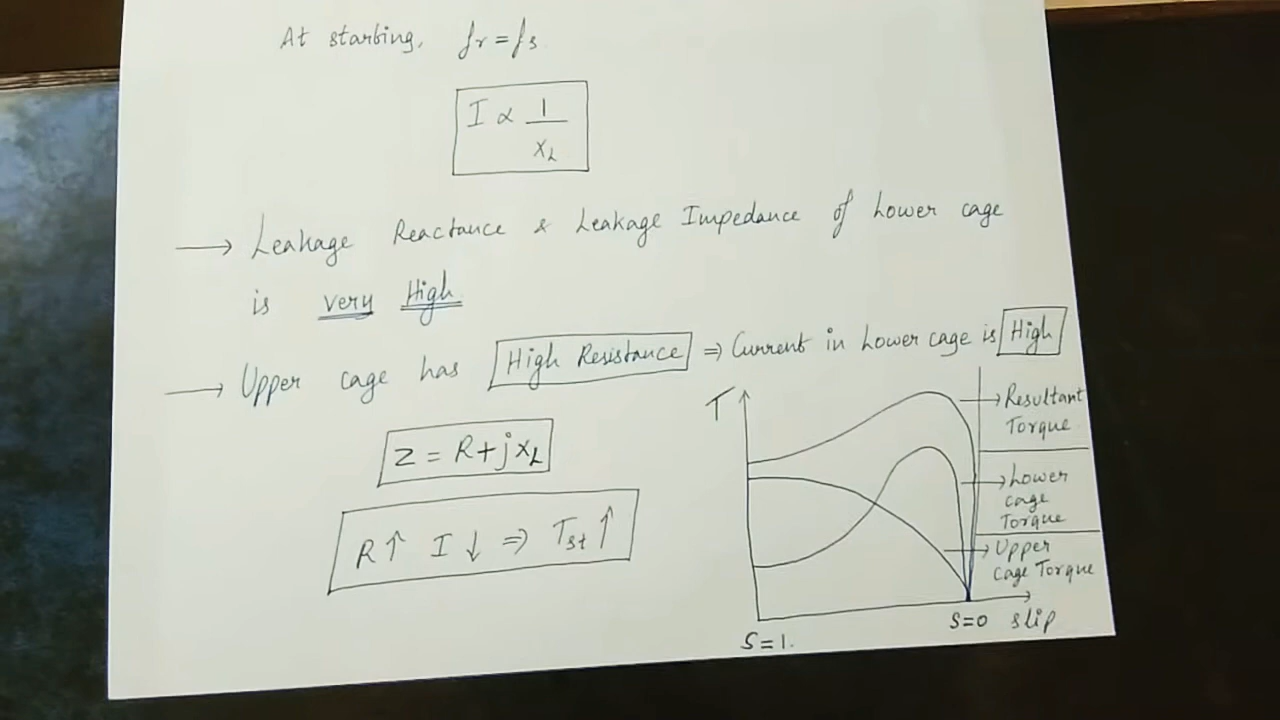 At starting, fr = fs
I ∝ 1
XL
→ Leakage Reactance & Leakage Impedance of Lower cage
is very High
→ Upper cage has High Resistance ⇒ Current in Lower cage is High
Z = R+jXL
R↑ I↓ ⇒ Tst↑
T
→ Resultant
Torque
→ Lower
cage
Torque
→ Upper
cage Torque
S=1.
S=0 slip